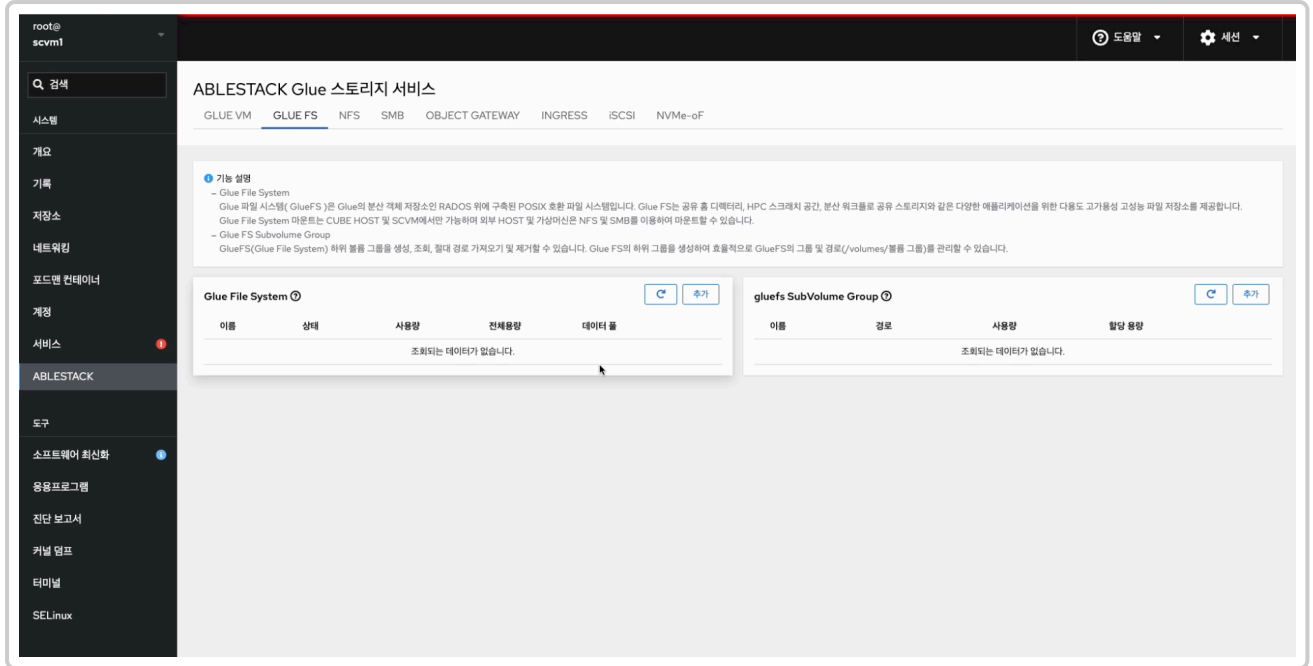 root@
scvm1
도움말
세션
검색
시스템
개요
기록
저장소
네트워킹
포드맨 컨테이너
계정
서비스
ABLESTACK
도구
소프트웨어 최신화
응용프로그램
진단 보고서
커널 덤프
터미널
SELinux
ABLESTACK Glue 스토리지 서비스
GLUE VM GLUE FS NFS SMB OBJECT GATEWAY INGRESS iSCSI NVMe-oF
기능 설명
– Glue File System
Glue 파일 시스템( GlueFS )은 Glue의 분산 객체 저장소인 RADOS 위에 구축된 POSIX 호환 파일 시스템입니다. Glue FS는 공유 홈 디렉터리, HPC 스크래치 공간, 분산 워크플로 공유 스토리지와 같은 다양한 애플리케이션을 위한 다용도 고가용성 고성능 파일 저장소를 제공합니다.
Glue File System 마운트는 CUBE HOST 및 SCVM에서만 가능하며 외부 HOST 및 가상머신은 NFS 및 SMB를 이용하여 마운트할 수 있습니다.
– Glue FS Subvolume Group
GlueFS(Glue File System) 하위 볼륨 그룹을 생성, 조회, 절대 경로 가져오기 및 제거할 수 있습니다. Glue FS의 하위 그룹을 생성하여 효율적으로 GlueFS의 그룹 및 경로(/volumes/볼륨 그룹)를 관리할 수 있습니다.
Glue File System
추가
이름 상태 사용량 전체용량 데이터 풀
조회되는 데이터가 없습니다.
gluefs SubVolume Group
추가
이름 경로 사용량 할당 용량
조회되는 데이터가 없습니다.